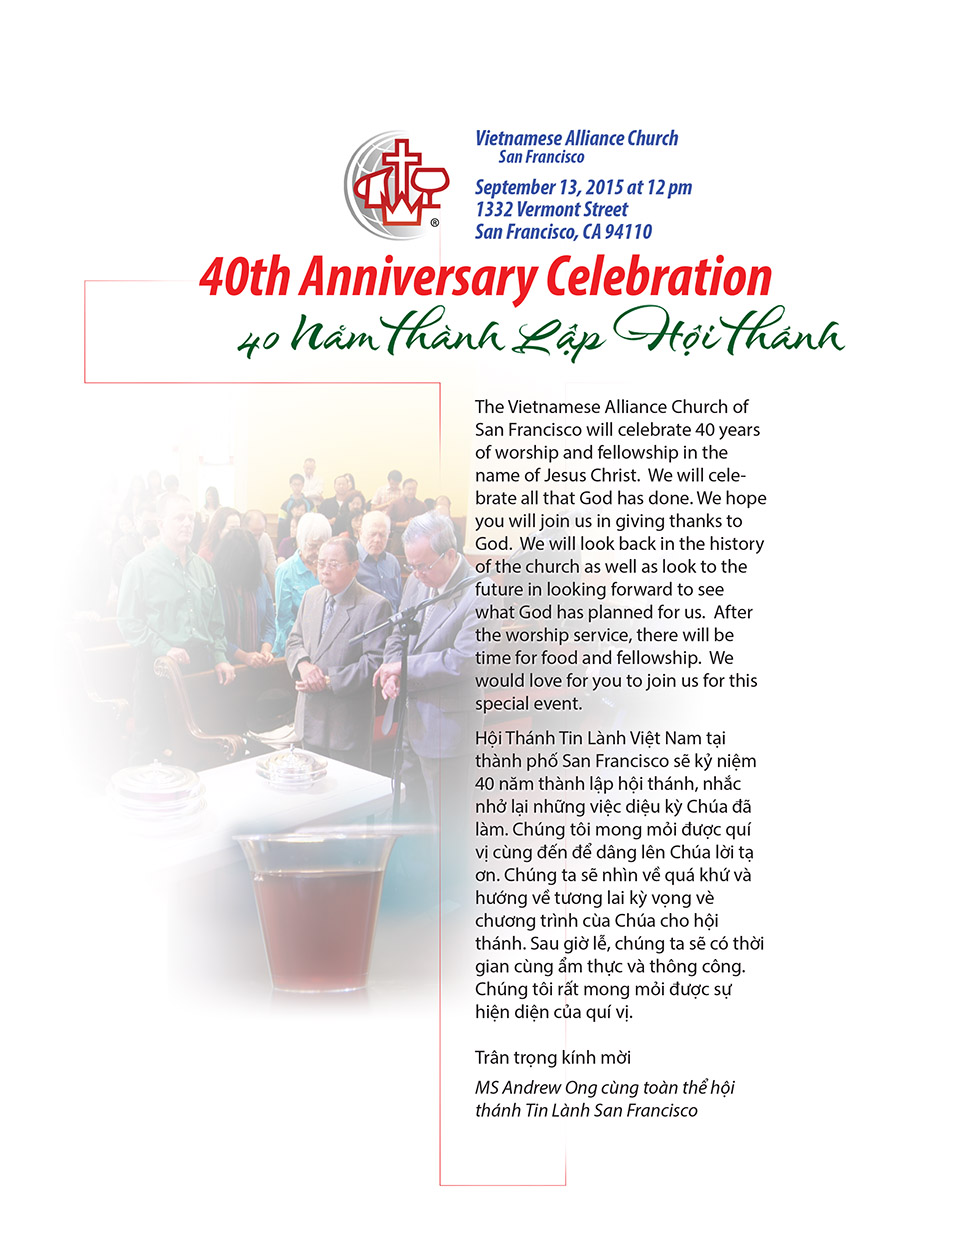 Vietnamese Alliance Church
San Francisco
September 13, 2015 at 12 pm
1332 Vermont Street
San Francisco, CA 94110
®
40th Anniversary Celebration
40 Năm Thành Lập Hội Thánh
The Vietnamese Alliance Church of
San Francisco will celebrate 40 years
of worship and fellowship in the
name of Jesus Christ. We will cele-
brate all that God has done. We hope
you will join us in giving thanks to
God. We will look back in the history
of the church as well as look to the
future in looking forward to see
what God has planned for us. After
the worship service, there will be
time for food and fellowship. We
would love for you to join us for this
special event.
Hội Thánh Tin Lành Việt Nam tại
thành phố San Francisco sẽ kỷ niệm
40 năm thành lập hội thánh, nhắc
nhở lại những việc diệu kỳ Chúa đã
làm. Chúng tôi mong mỏi được quí
vị cùng đến để dâng lên Chúa lời tạ
ơn. Chúng ta sẽ nhìn về quá khứ và
hướng về tương lai kỳ vọng vè
chương trình cùa Chúa cho hội
thánh. Sau giờ lễ, chúng ta sẽ có thời
gian cùng ẩm thực và thông công.
Chúng tôi rất mong mỏi được sự
hiện diện của quí vị.
Trân trọng kính mời
MS Andrew Ong cùng toàn thể hội
thánh Tin Lành San Francisco